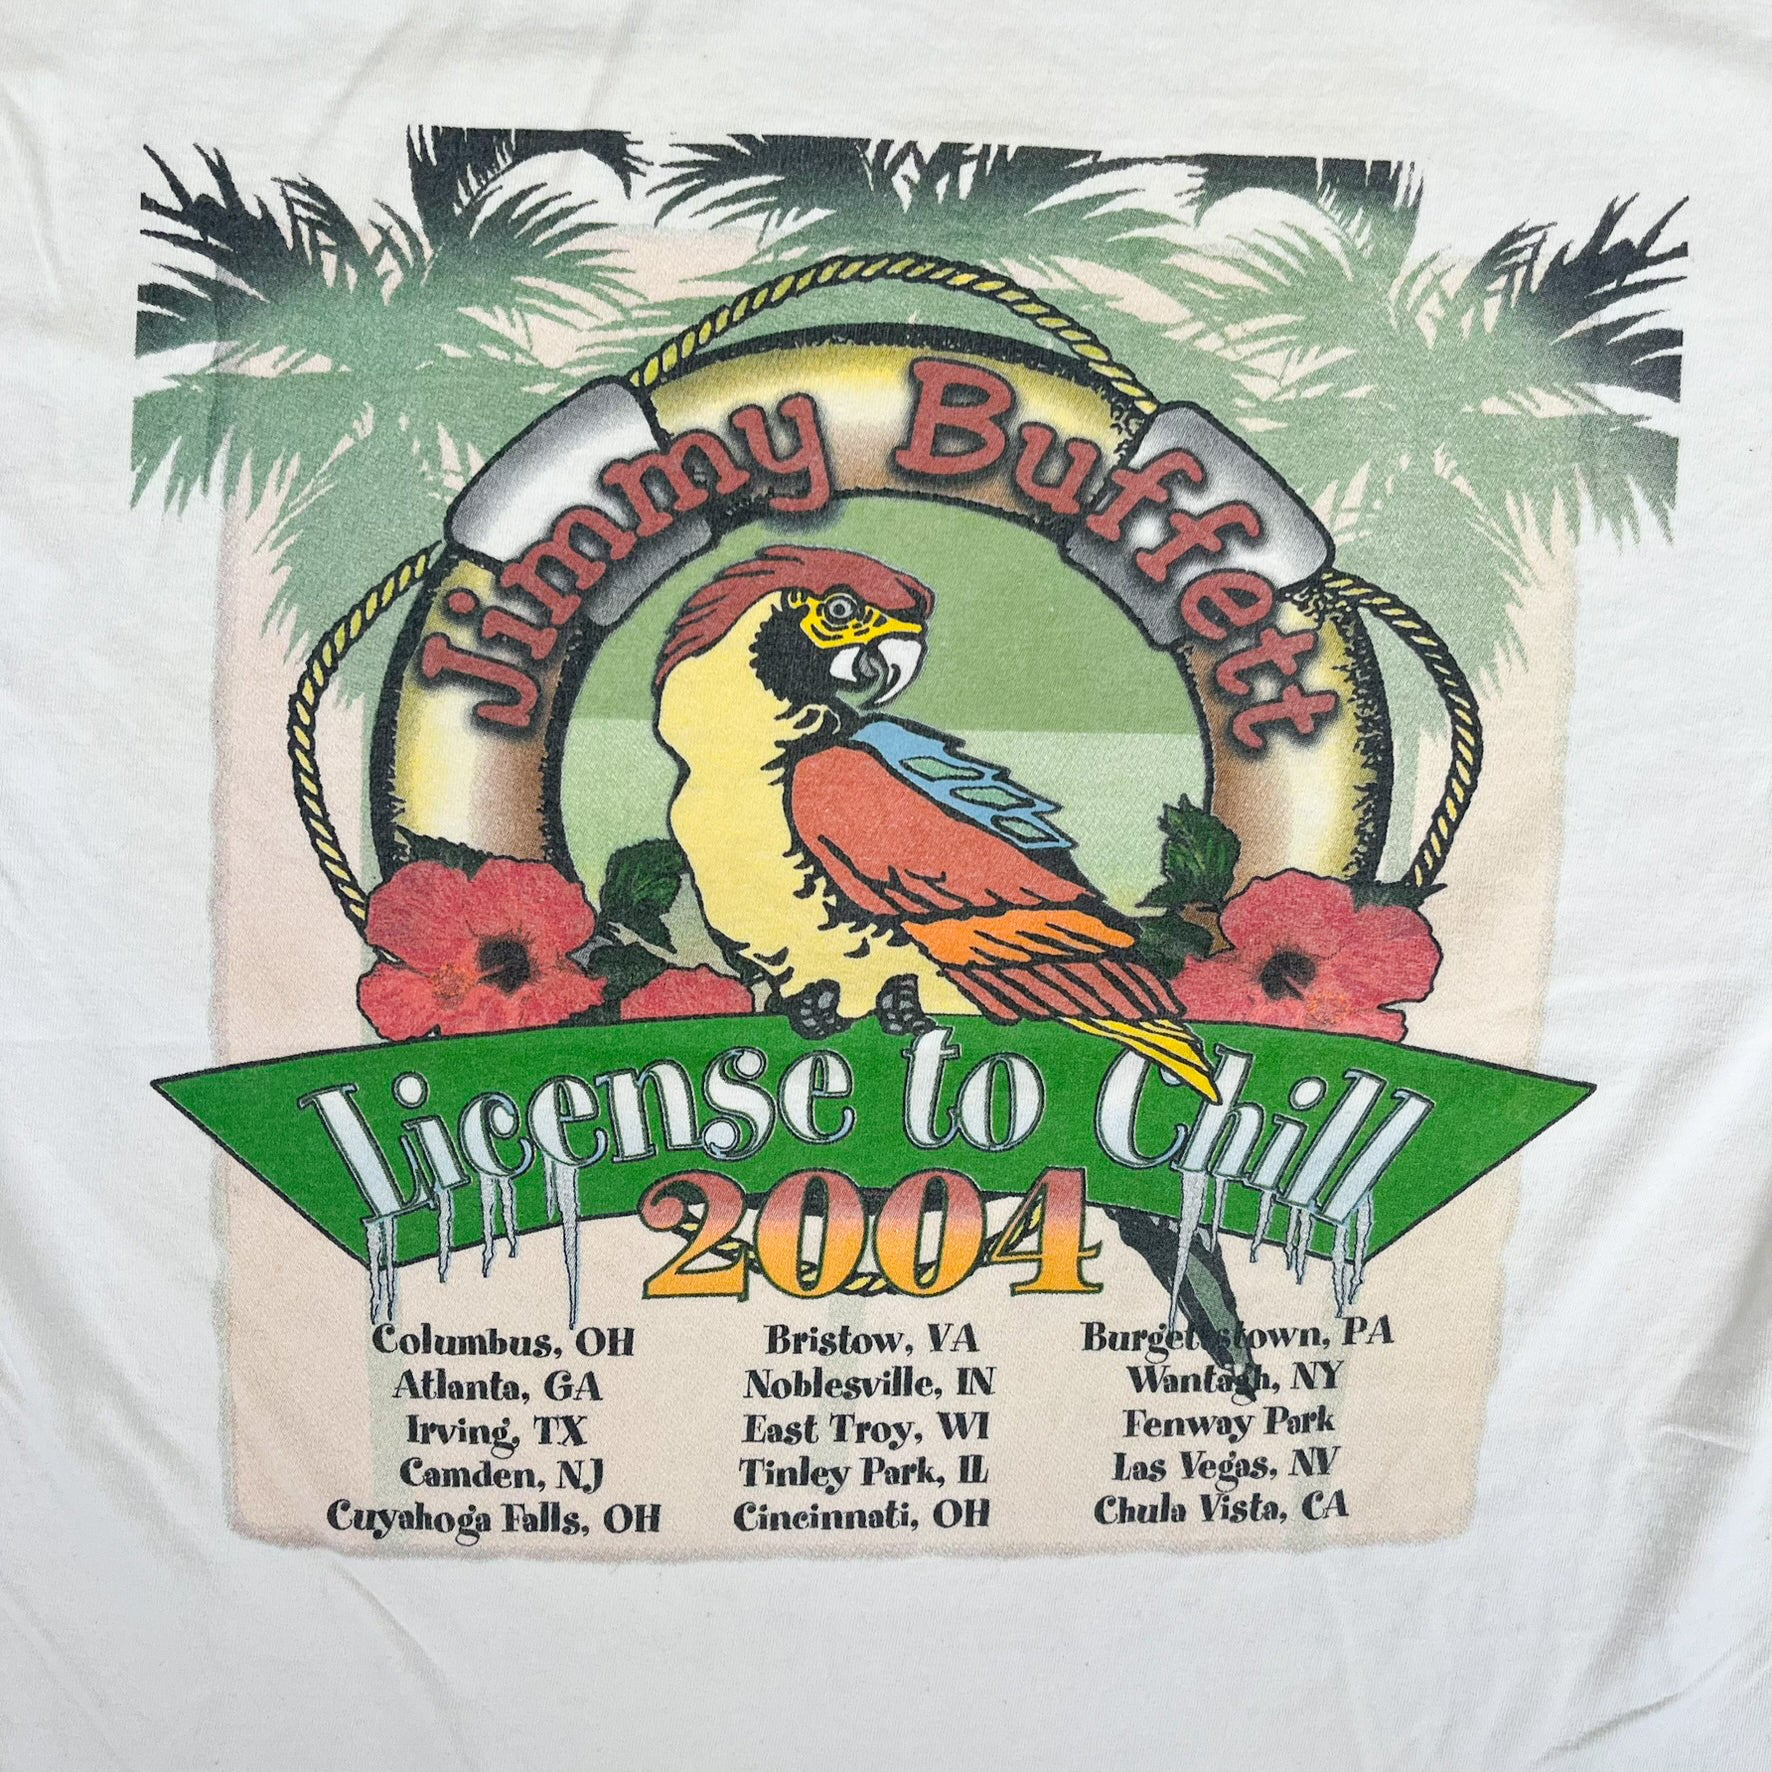 Jimmy Buffett
License to Chill
2004
Columbus, OH
Atlanta, GA
Irving, TX
Camden, NJ
Cuyahoga Falls, OH
Bristow, VA
Noblesville, IN
East Troy, WI
Tinley Park, IL
Cincinnati, OH
Burgettstown, PA
Wantagh, NY
Fenway Park
Las Vegas, NV
Chula Vista, CA